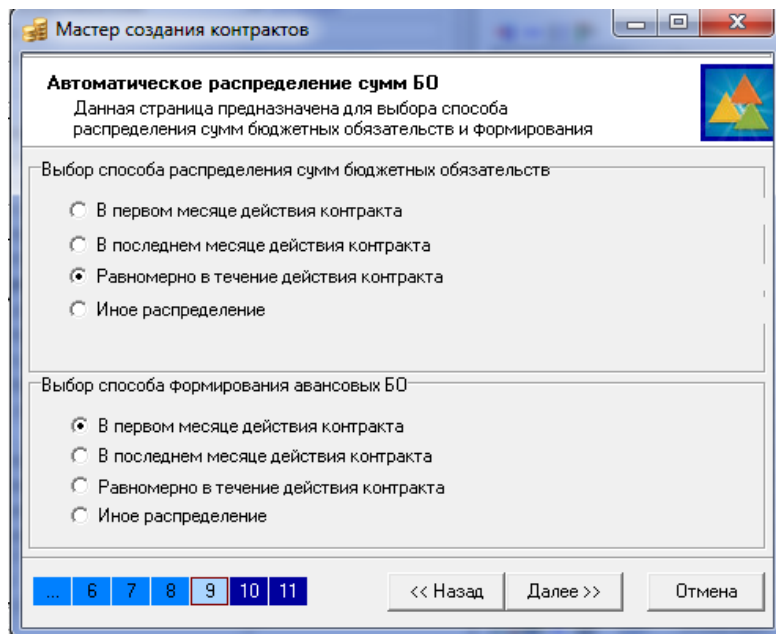 Мастер создания контрактов
Автоматическое распределение сумм БО
Данная страница предназначена для выбора способа
распределения сумм бюджетных обязательств и формирования
Выбор способа распределения сумм бюджетных обязательств
В первом месяце действия контракта
В последнем месяце действия контракта
Равномерно в течение действия контракта
Иное распределение
Выбор способа формирования авансовых БО
В первом месяце действия контракта
В последнем месяце действия контракта
Равномерно в течение действия контракта
Иное распределение
... 6 7 8 9 10 11 << Назад Далее >> Отмена